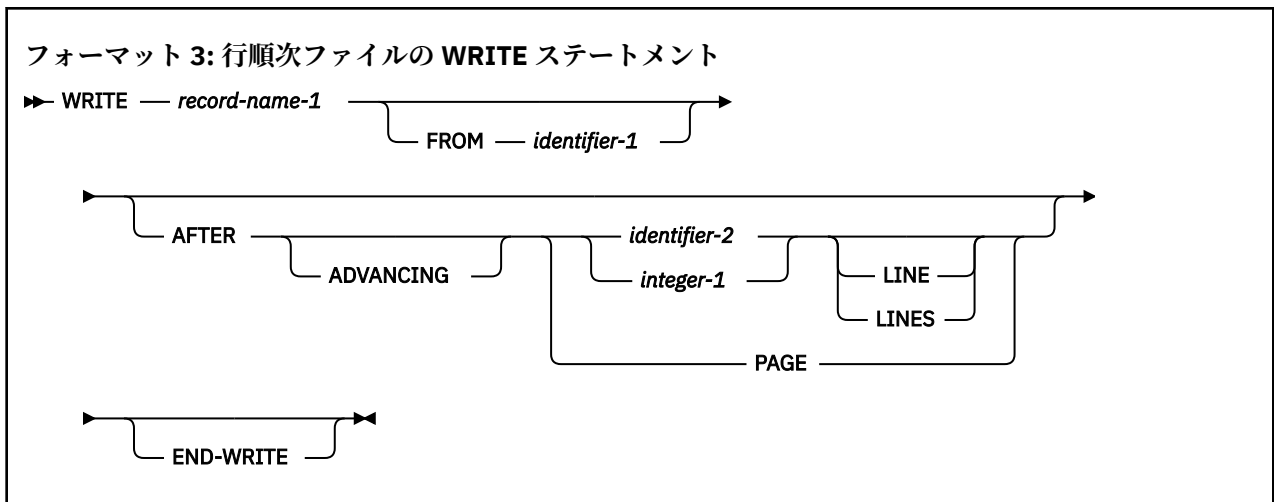 フォーマット 3: 行順次ファイルの WRITE ステートメント
WRITE record-name-1
FROM identifier-1
AFTER identifier-2
ADVANCING integer-1 LINE
LINES
PAGE
END-WRITE